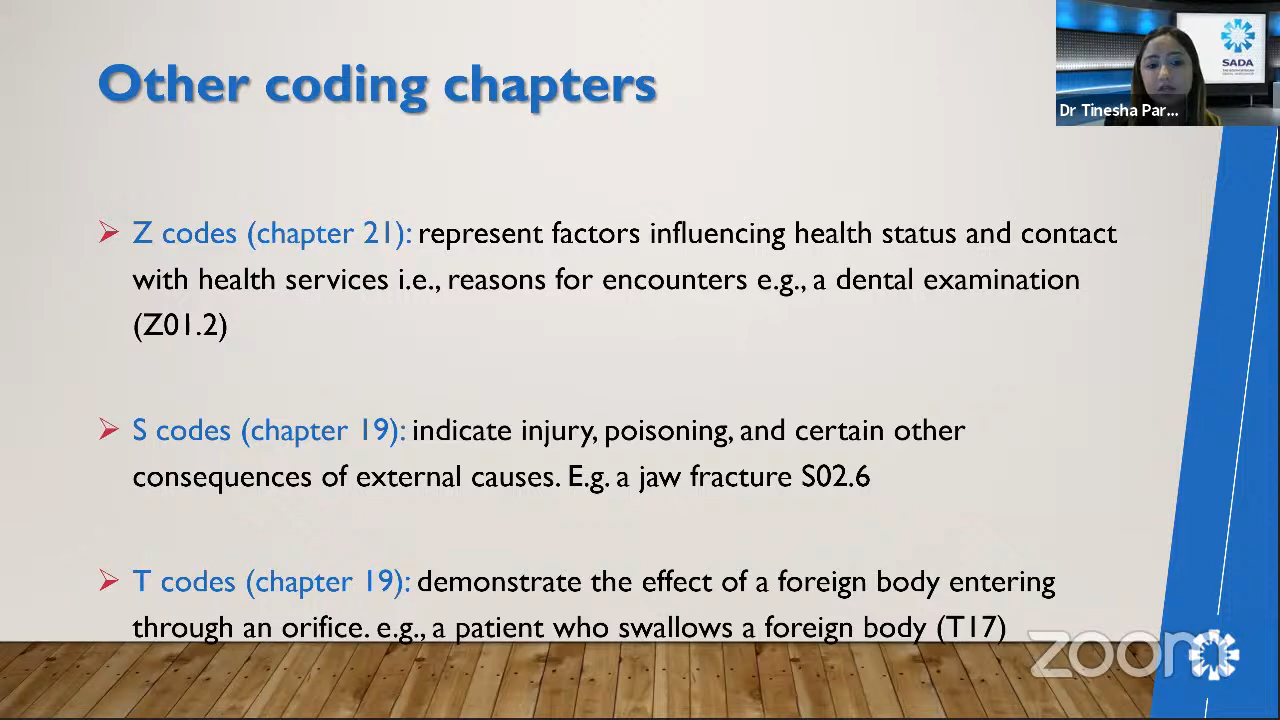 Other coding chapters
SADA
Dr Tinesha Par...
Z codes (chapter 21): represent factors influencing health status and contact
with health services i.e., reasons for encounters e.g., a dental examination
(Z01.2)
S codes (chapter 19): indicate injury, poisoning, and certain other
consequences of external causes. E.g. a jaw fracture S02.6
T codes (chapter 19): demonstrate the effect of a foreign body entering
through an orifice. e.g., a patient who swallows a foreign body (T17)
zoom